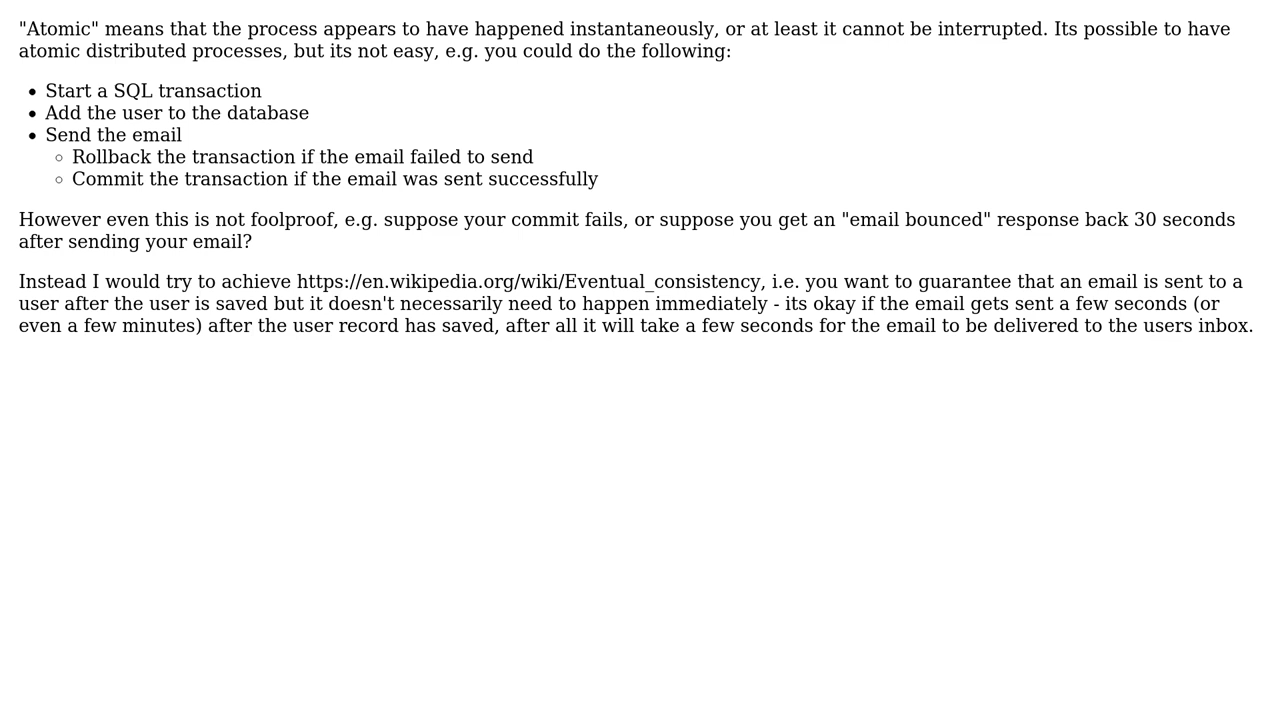 "Atomic" means that the process appears to have happened instantaneously, or at least it cannot be interrupted. Its possible to have
atomic distributed processes, but its not easy, e.g. you could do the following:
• Start a SQL transaction
• Add the user to the database
• Send the email
◦ Rollback the transaction if the email failed to send
◦ Commit the transaction if the email was sent successfully
However even this is not foolproof, e.g. suppose your commit fails, or suppose you get an "email bounced" response back 30 seconds
after sending your email?
Instead I would try to achieve https://en.wikipedia.org/wiki/Eventual_consistency, i.e. you want to guarantee that an email is sent to a
user after the user is saved but it doesn't necessarily need to happen immediately - its okay if the email gets sent a few seconds (or
even a few minutes) after the user record has saved, after all it will take a few seconds for the email to be delivered to the users inbox.